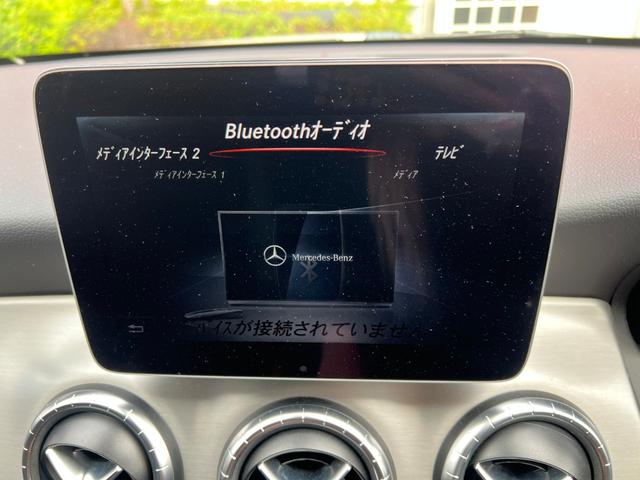 Bluetoothオーディオ
メディアインターフェース 2 テレビ
メディアインターフェース 1 メディア
Mercedes-Benz
バイスが接続されていませ